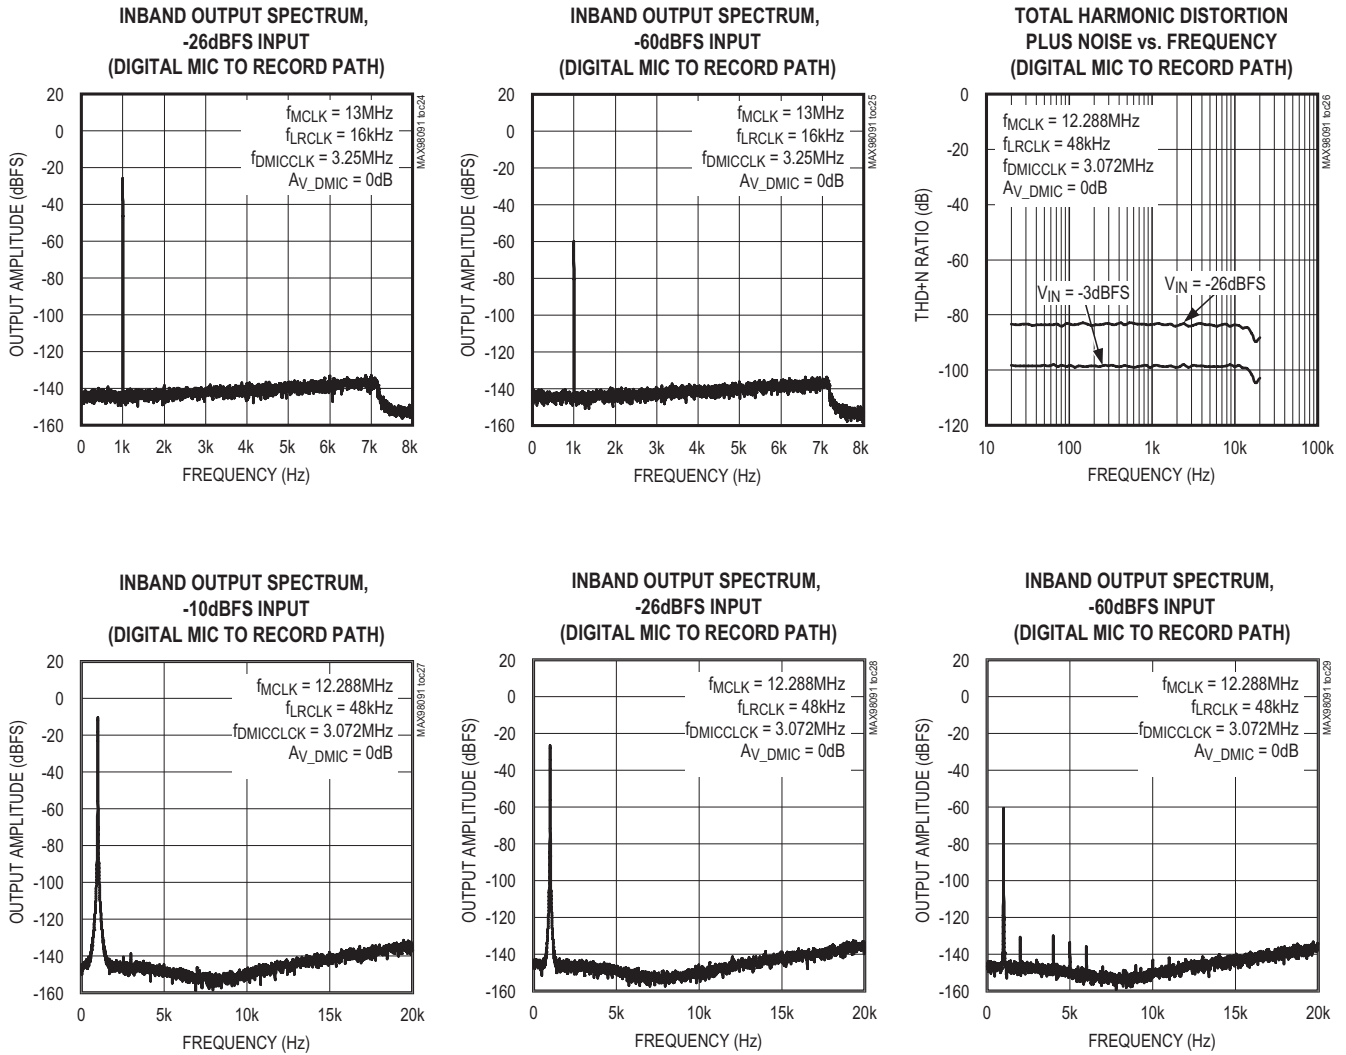 INBAND OUTPUT SPECTRUM,
-26dBFS INPUT
(DIGITAL MIC TO RECORD PATH)
fMCLK = 13MHz
fLRCLK = 16kHz
fDMICCLK = 3.25MHz
AV_DMIC = 0dB
MAX98091 toc24
OUTPUT AMPLITUDE (dBFS)
20
0
-20
-40
-60
-80
-100
-120
-140
-160
0 1k 2k 3k 4k 5k 6k 7k 8k
FREQUENCY (Hz)
INBAND OUTPUT SPECTRUM,
-60dBFS INPUT
(DIGITAL MIC TO RECORD PATH)
fMCLK = 13MHz
fLRCLK = 16kHz
fDMICCLK = 3.25MHz
AV_DMIC = 0dB
MAX98091 toc25
OUTPUT AMPLITUDE (dBFS)
20
0
-20
-40
-60
-80
-100
-120
-140
-160
0 1k 2k 3k 4k 5k 6k 7k 8k
FREQUENCY (Hz)
TOTAL HARMONIC DISTORTION
PLUS NOISE vs. FREQUENCY
(DIGITAL MIC TO RECORD PATH)
fMCLK = 12.288MHz
fLRCLK = 48kHz
fDMICCLK = 3.072MHz
AV_DMIC = 0dB
MAX98091 toc26
VIN = -3dBFS
VIN = -26dBFS
THD+N RATIO (dB)
0
-20
-40
-60
-80
-100
-120
10 100 1k 10k 100k
FREQUENCY (Hz)
INBAND OUTPUT SPECTRUM,
-10dBFS INPUT
(DIGITAL MIC TO RECORD PATH)
fMCLK = 12.288MHz
fLRCLK = 48kHz
fDMICCLCK = 3.072MHz
AV_DMIC = 0dB
MAX98091 toc27
OUTPUT AMPLITUDE (dBFS)
20
0
-20
-40
-60
-80
-100
-120
-140
-160
0 5k 10k 15k 20k
FREQUENCY (Hz)
INBAND OUTPUT SPECTRUM,
-26dBFS INPUT
(DIGITAL MIC TO RECORD PATH)
fMCLK = 12.288MHz
fLRCLK = 48kHz
fDMICCLCK = 3.072MHz
AV_DMIC = 0dB
MAX98091 toc28
OUTPUT AMPLITUDE (dBFS)
20
0
-20
-40
-60
-80
-100
-120
-140
-160
0 5k 10k 15k 20k
FREQUENCY (Hz)
INBAND OUTPUT SPECTRUM,
-60dBFS INPUT
(DIGITAL MIC TO RECORD PATH)
fMCLK = 12.288MHz
fLRCLK = 48kHz
fDMICCLCK = 3.072MHz
AV_DMIC = 0dB
MAX98091 toc29
OUTPUT AMPLITUDE (dBFS)
20
0
-20
-40
-60
-80
-100
-120
-140
-160
0 5k 10k 15k 20k
FREQUENCY (Hz)